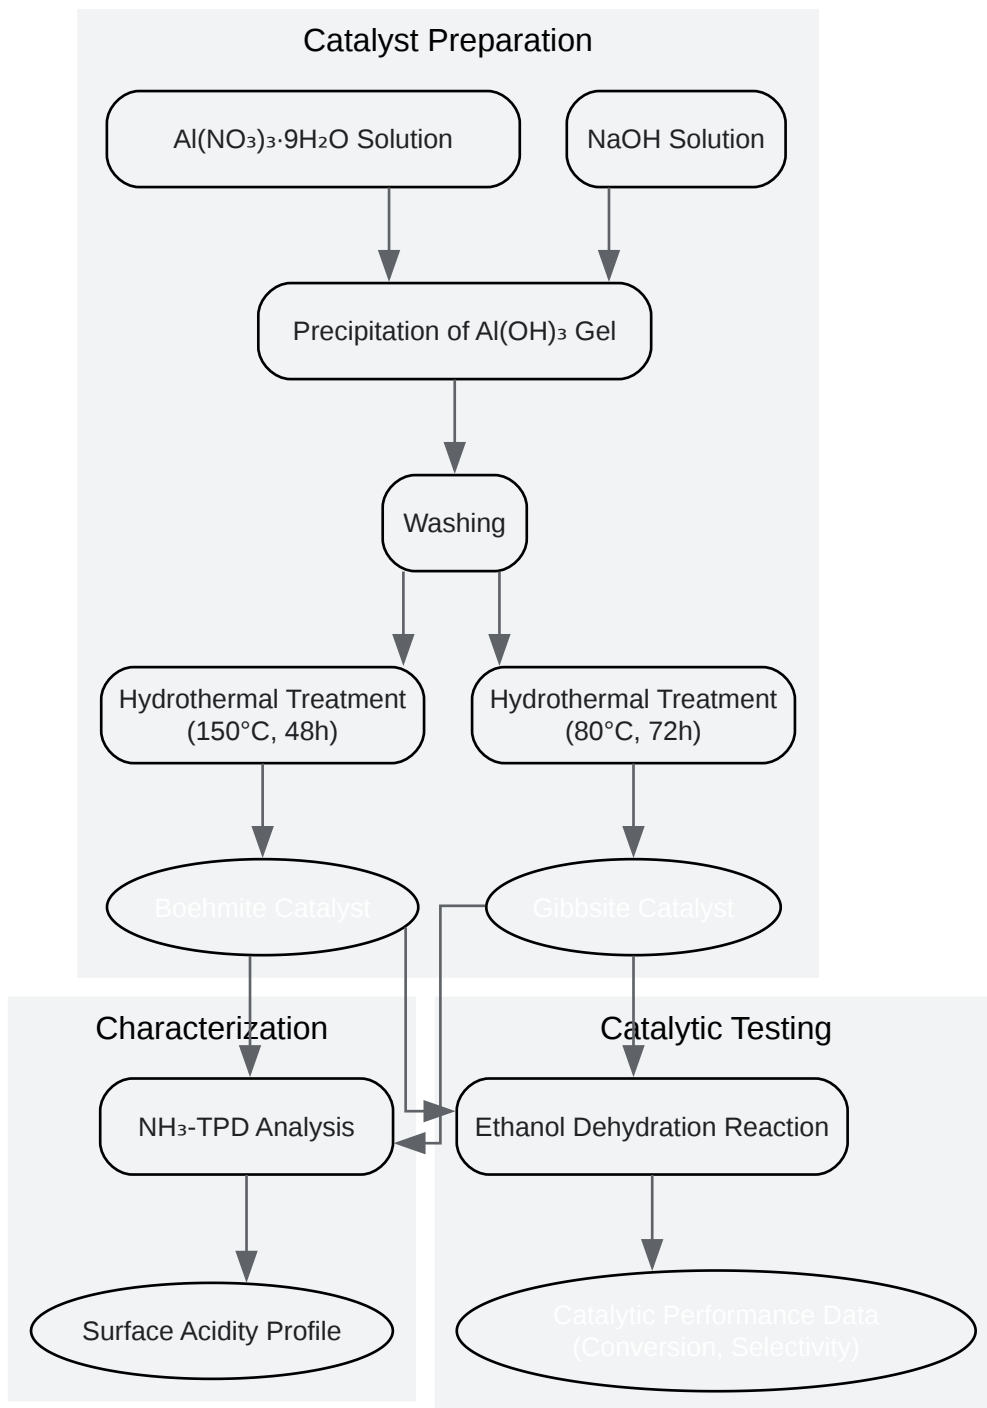 Catalyst Preparation
Al(NO₃)₃·9H₂O Solution
NaOH Solution
Precipitation of Al(OH)₃ Gel
Washing
Hydrothermal Treatment
(150°C, 48h)
Hydrothermal Treatment
(80°C, 72h)
Boehmite Catalyst
Gibbsite Catalyst
Characterization
Catalytic Testing
NH₃-TPD Analysis
Ethanol Dehydration Reaction
Surface Acidity Profile
Catalytic Performance Data
(Conversion, Selectivity)